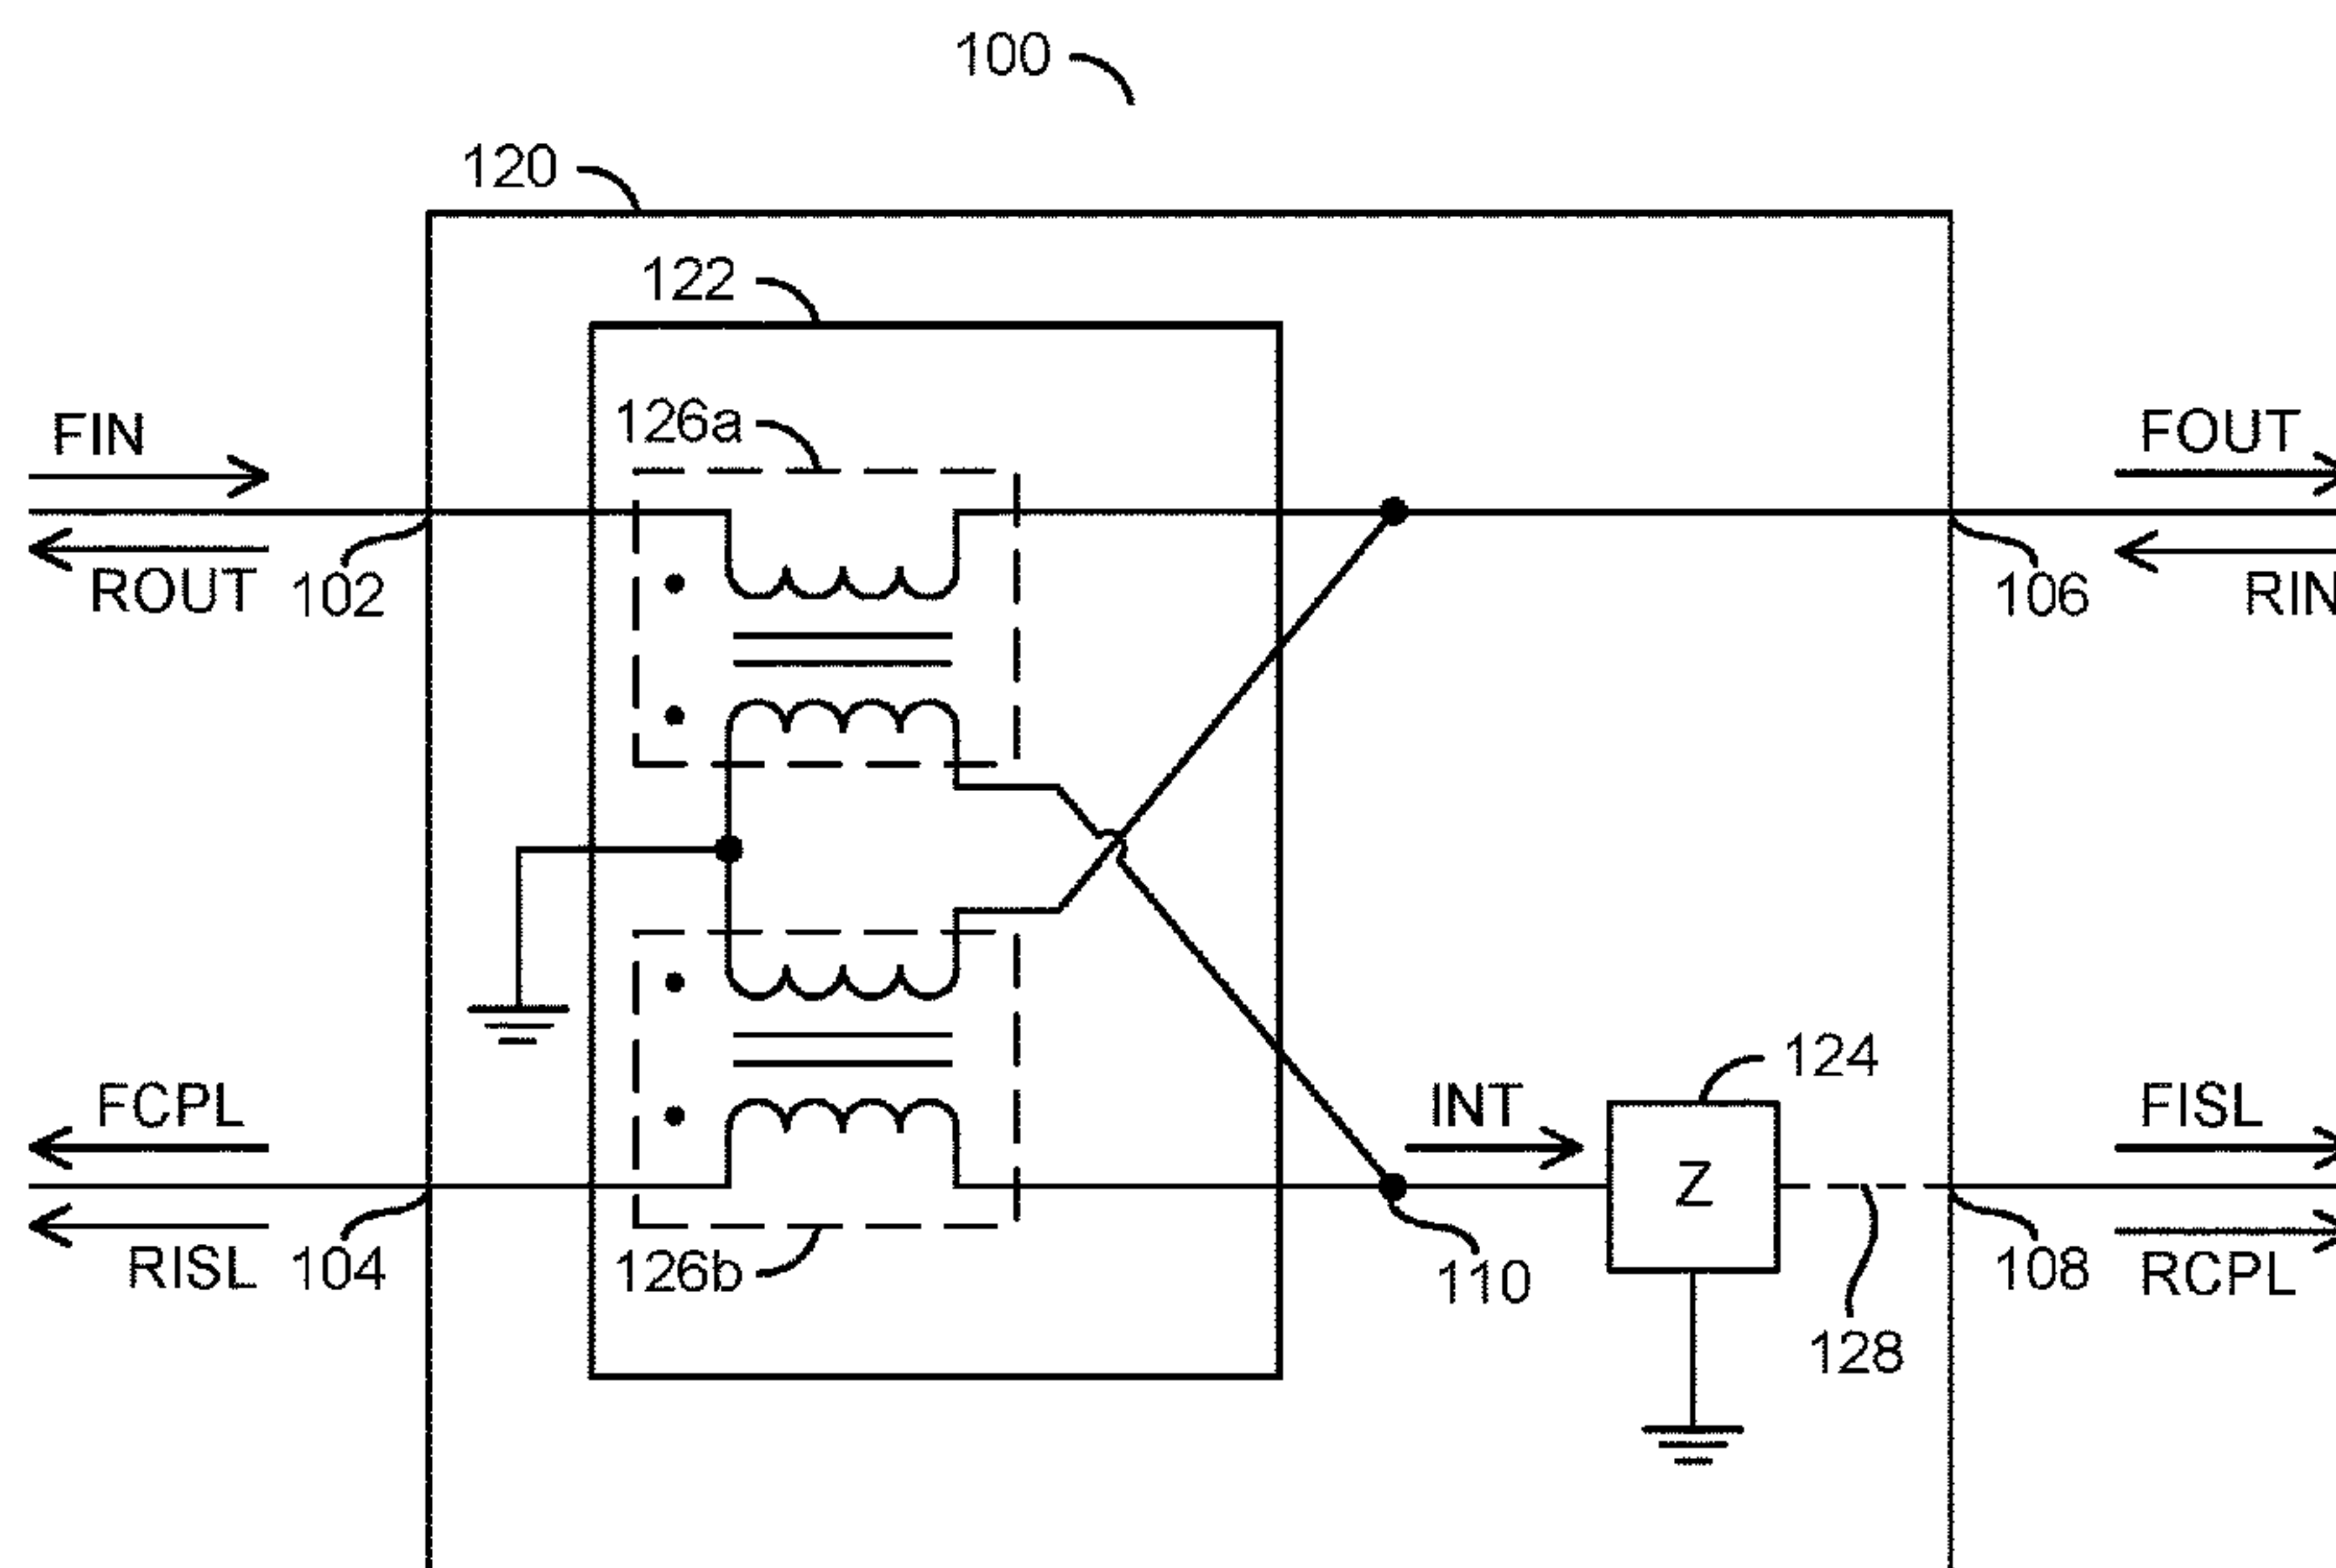 100
120
122
126a
FIN
FOUT
ROUT
102
106
RIN
FCPL
INT
124
FISL
Z
RISL
104
126b
110
108
RCPL
128